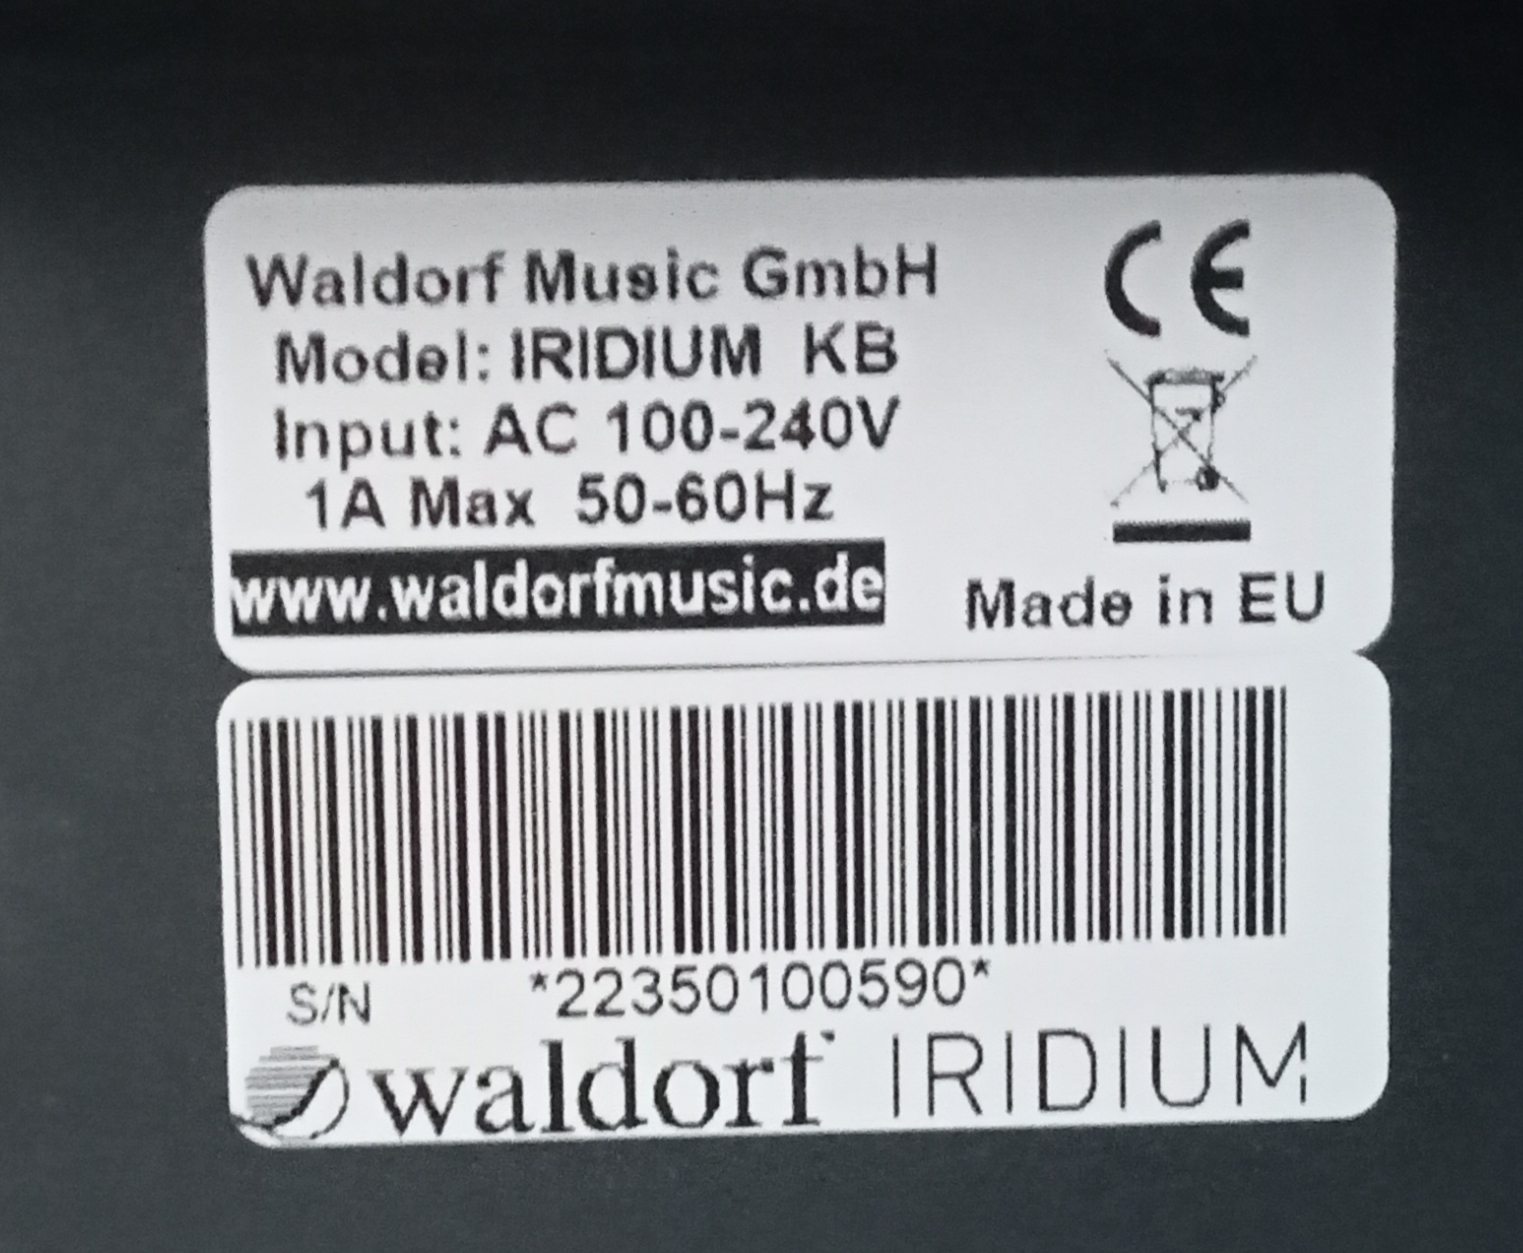 Waldorf Music GmbH
Model: IRIDIUM KB
Input: AC 100-240V
1A Max 50-60Hz
www.waldorfmusic.de
CE
Made in EU
S/N *22350100590*
waldorf IRIDIUM